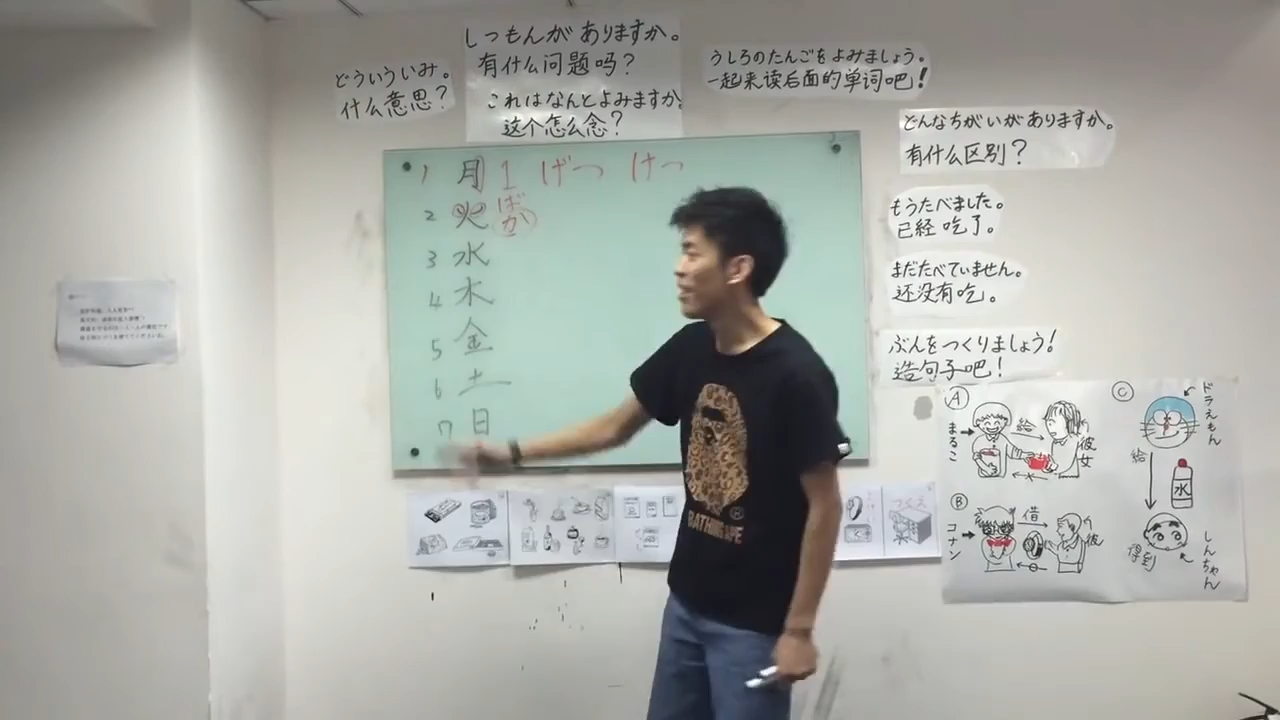 どういういみ。
什么意思？
しつもんが ありますか。
有什么问题吗？
これはなんとよみますか
这个怎么念？
うしろのたんごをよみましょう。
一起来读后面的单词吧！
どんなちがいがありますか。
有什么区别？
もうたべました。
已经吃了。
まだたべていません。
还没有吃。
ぶんをつくりましょう！
造句子吧！
1 月 1 げつ けつ
2 火 ばか
3 水
4 木
5 金
6 土
7 日
A
まるこ
给
彼女
B
コナン
借
彼
C
ドラえもん
给
水
得到
しんちゃん
つくえ
BATHING APE